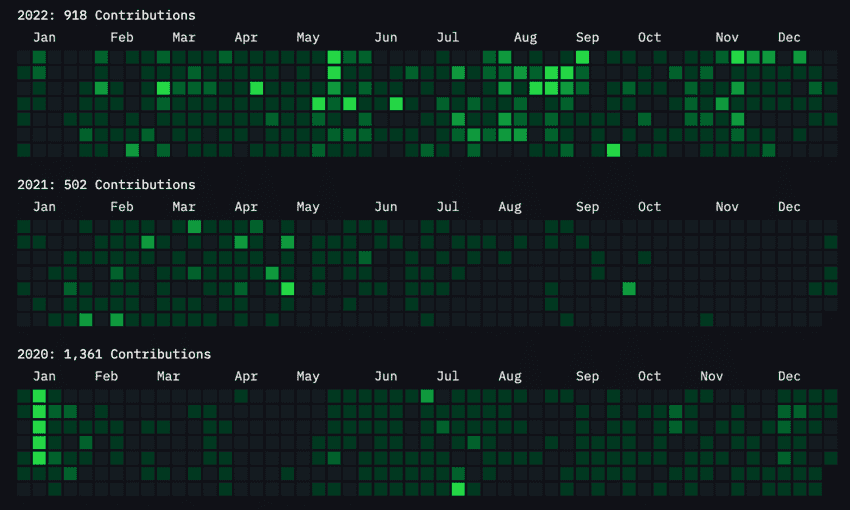 2022: 918 Contributions
Jan Feb Mar Apr May Jun Jul Aug Sep Oct Nov Dec
2021: 502 Contributions
Jan Feb Mar Apr May Jun Jul Aug Sep Oct Nov Dec
2020: 1,361 Contributions
Jan Feb Mar Apr May Jun Jul Aug Sep Oct Nov Dec